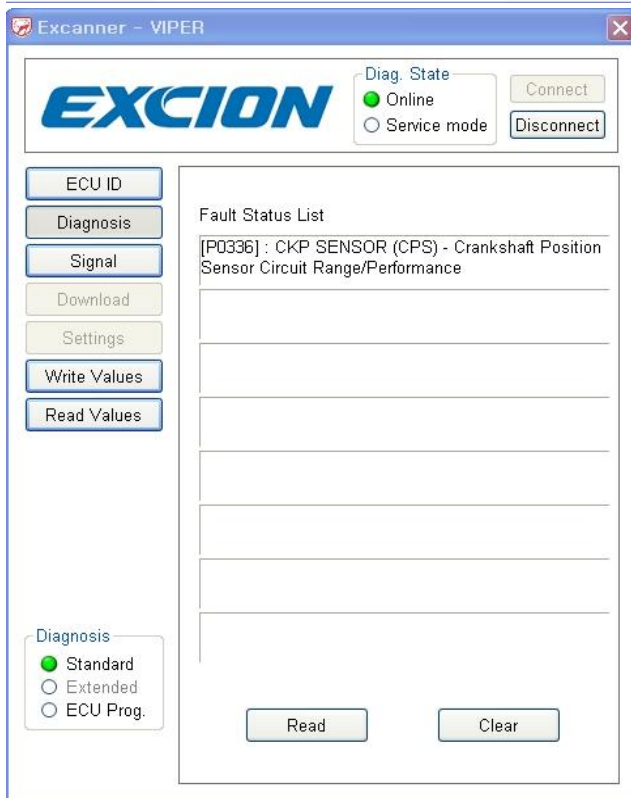 Excanner - VIPER
EXCION
Diag. State
Online
Service mode
Connect
Disconnect
ECU ID
Diagnosis
Signal
Download
Settings
Write Values
Read Values
Fault Status List
[P0336] : CKP SENSOR (CPS) - Crankshaft Position
Sensor Circuit Range/Performance
Diagnosis
Standard
Extended
ECU Prog.
Read
Clear